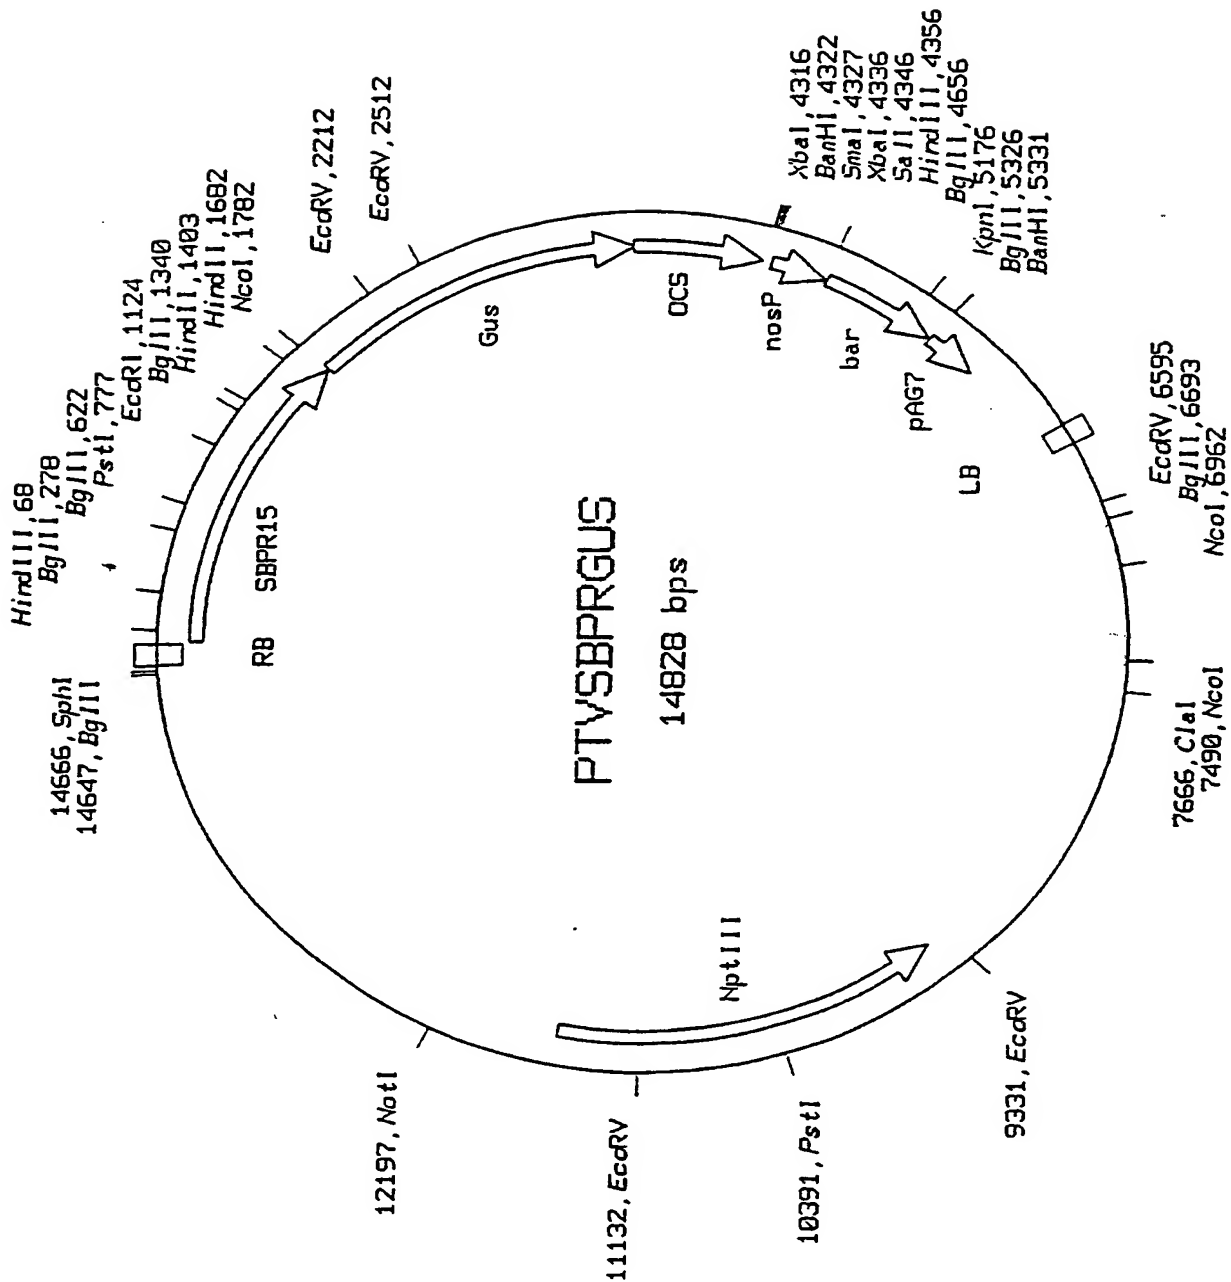 PTVSBPRGUS
14828 bps
HindIII, 68
BglII, 278
BglII, 622
PstI, 777
EcoRI, 1124
BglII, 1340
HindII, 1403
HindII, 1682
NcoI, 1782
EcoRV, 2212
EcoRV, 2512
XbaI, 4316
BamHI, 4322
SmaI, 4327
XbaI, 4336
SalI, 4346
HindIII, 4356
BglII, 4656
KpnI, 5176
BglII, 5326
BamHI, 5331
EcoRV, 6595
BglII, 6693
NcoI, 6962
7666, ClaI
7490, NcoI
9331, EcoRV
10391, PstI
11132, EcoRV
12197, NotI
14666, SphI
14647, BglII
RB
SBPR15
Gus
OCS
nosP
bar
pAG7
LB
NptIII